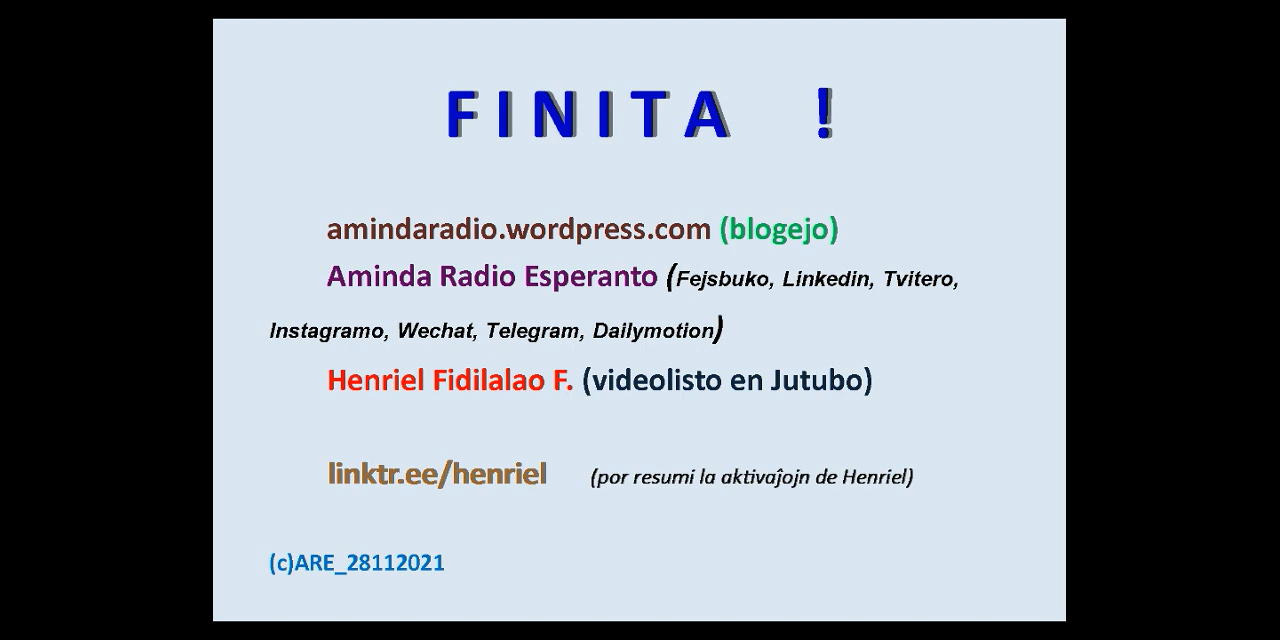 FINITA !
amindaradio.wordpress.com (blogejo)
Aminda Radio Esperanto (Fejsbuko, Linkedin, Tvitero,
Instagramo, Wechat, Telegram, Dailymotion)
Henriel Fidilalao F. (videolisto en Jutubo)
linktr.ee/henriel (por resumi la aktivaĵojn de Henriel)
(c)ARE_28112021